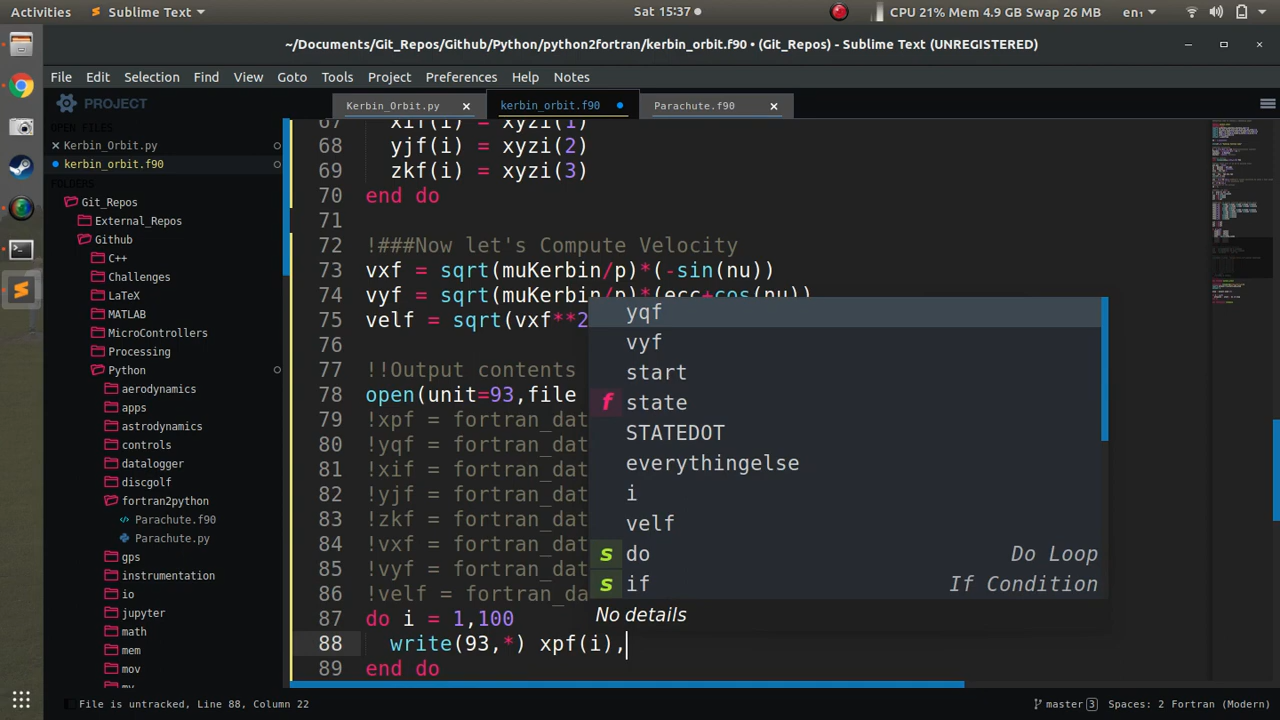 Activities
Sublime Text
Sat 15:37
CPU 21% Mem 4.9 GB Swap 26 MB
en₁
~/Documents/Git_Repos/Github/Python/python2fortran/kerbin_orbit.f90 • (Git_Repos) - Sublime Text (UNREGISTERED)
File Edit Selection Find View Goto Tools Project Preferences Help Notes
PROJECT
OPEN FILES
Kerbin_Orbit.py
kerbin_orbit.f90
FOLDERS
Git_Repos
External_Repos
Github
C++
Challenges
LaTeX
MATLAB
MicroControllers
Processing
Python
aerodynamics
apps
astrodynamics
controls
datalogger
discgolf
fortran2python
Parachute.f90
Parachute.py
gps
instrumentation
io
jupyter
math
mem
mov
Kerbin_Orbit.py
kerbin_orbit.f90
Parachute.f90
67 xif(i) = xyzi(1)
68 yjf(i) = xyzi(2)
69 zkf(i) = xyzi(3)
70 end do
71
72 !###Now let's Compute Velocity
73 vxf = sqrt(muKerbin/p)*(-sin(nu))
74 vyf = sqrt(muKerbin/p)*(ecc+cos(nu))
75 velf = sqrt(vxf**2
76
77 !!Output contents
78 open(unit=93,file
79 !xpf = fortran_dat
80 !yqf = fortran_dat
81 !xif = fortran_dat
82 !yjf = fortran_dat
83 !zkf = fortran_dat
84 !vxf = fortran_dat
85 !vyf = fortran_dat
86 !velf = fortran_da
87 do i = 1,100
88 write(93,*) xpf(i),
89 end do
yqf
vyf
start
f state
STATEDOT
everythingelse
i
velf
s do Do Loop
s if If Condition
No details
File is untracked, Line 88, Column 22
master 3
Spaces: 2
Fortran (Modern)